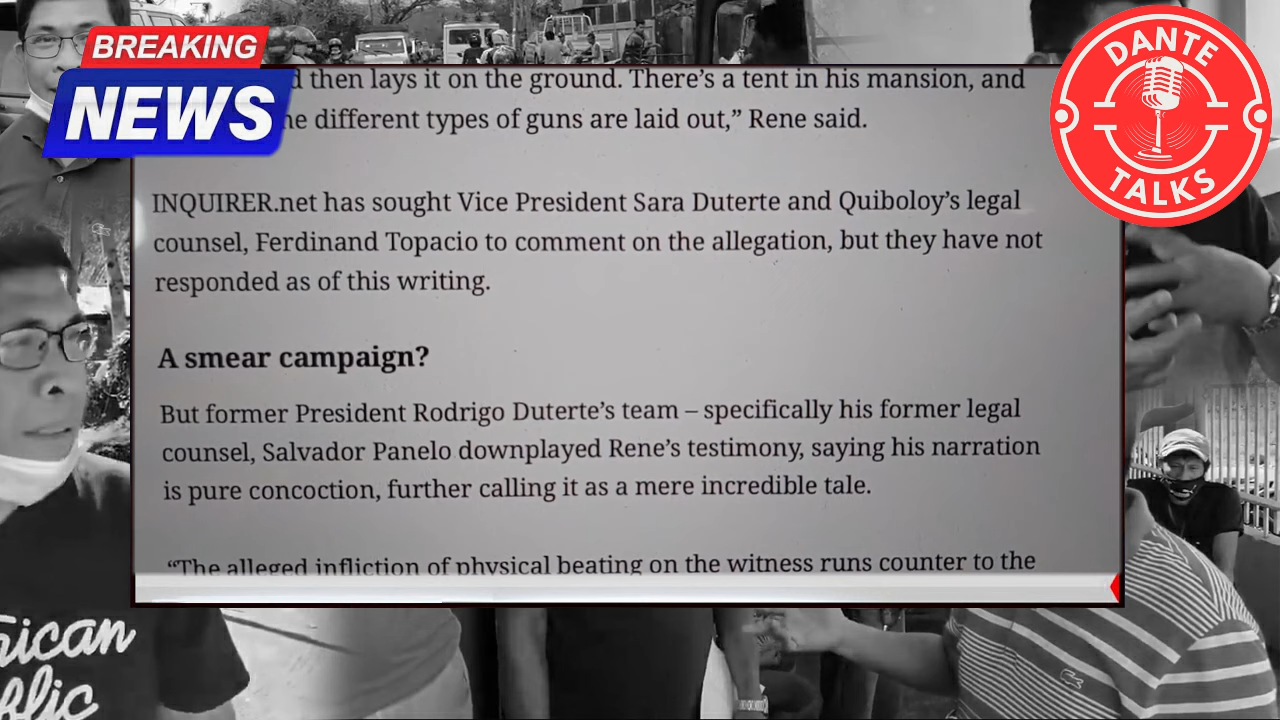 BREAKING
NEWS
DANTE
TALKS
then lays it on the ground. There's a tent in his mansion, and
different types of guns are laid out,” Rene said.
INQUIRER.net has sought Vice President Sara Duterte and Quiboloy's legal
counsel, Ferdinand Topacio to comment on the allegation, but they have not
responded as of this writing.
A smear campaign?
But former President Rodrigo Duterte's team – specifically his former legal
counsel, Salvador Panelo downplayed Rene's testimony, saying his narration
is pure concoction, further calling it as a mere incredible tale.
“The alleged infliction of physical beating on the witness runs counter to the